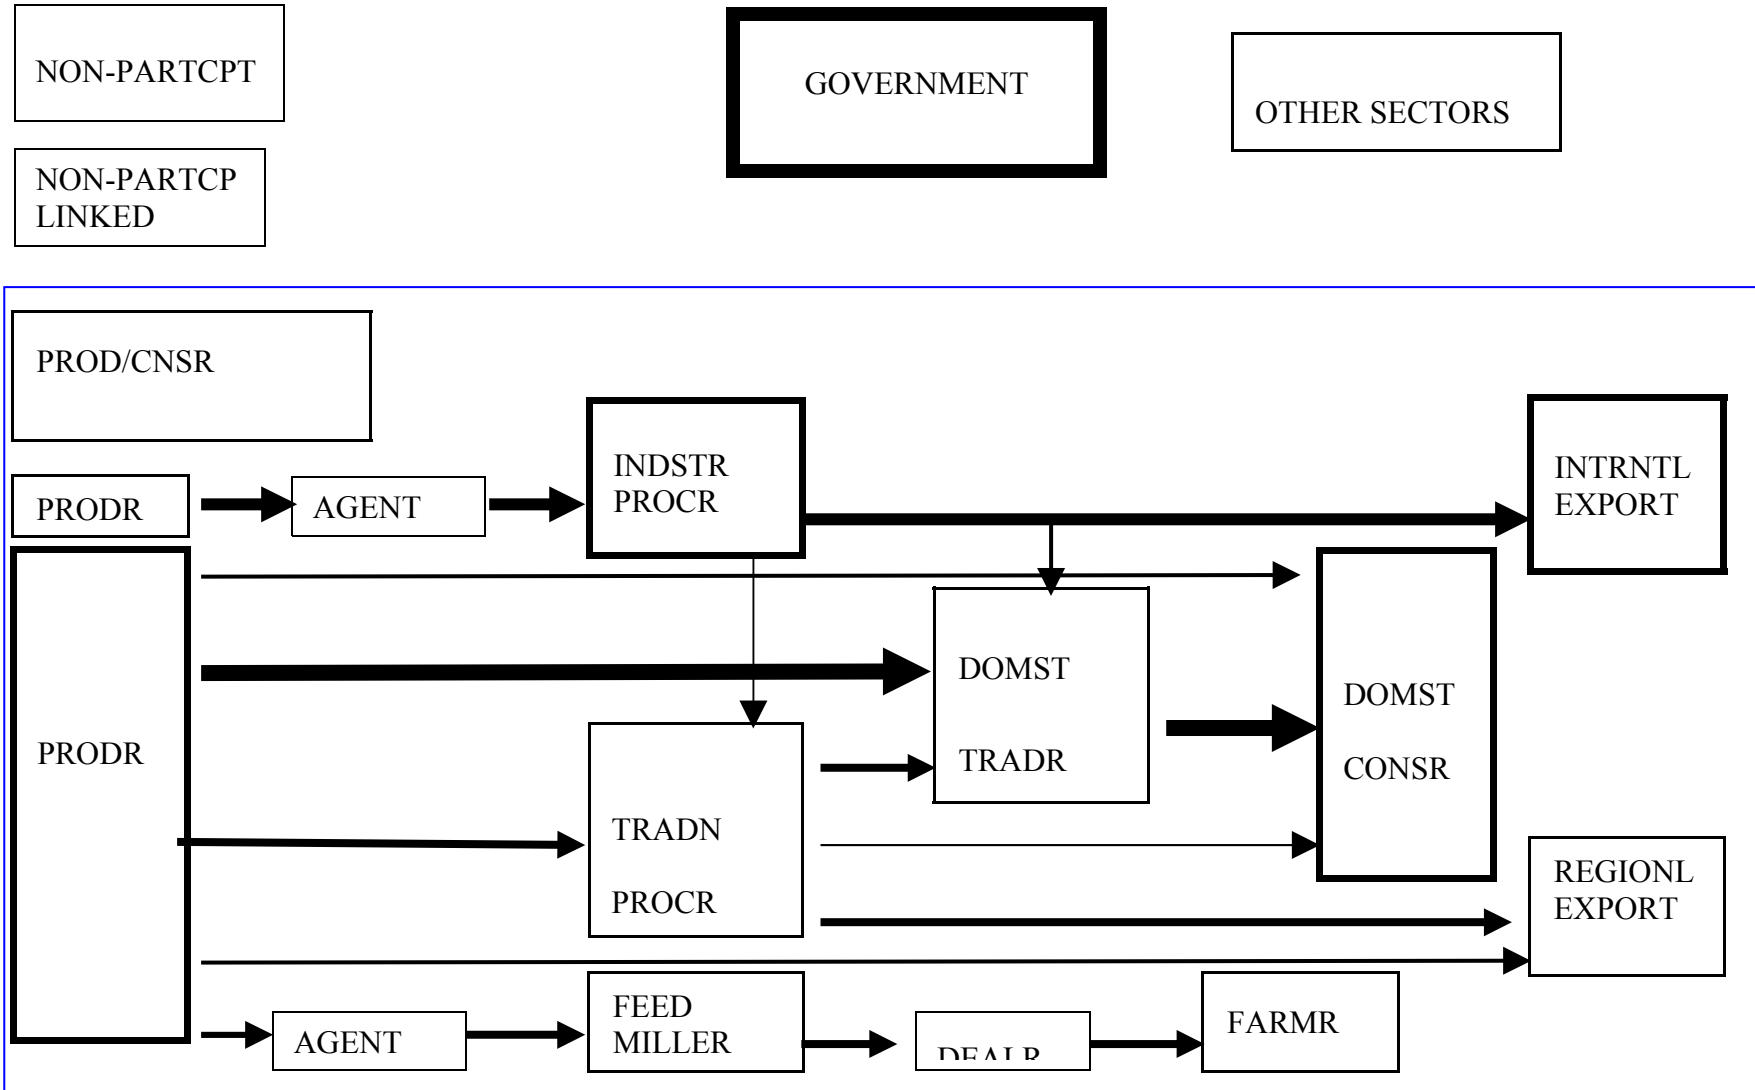 NON-PARTCPT
GOVERNMENT
OTHER SECTORS
NON-PARTCP
LINKED
PROD/CNSR
PRODR
AGENT
INDSTR
PROCR
INTRNTL
EXPORT
PRODR
DOMST
TRADR
DOMST
CONSR
TRADN
PROCR
REGIONL
EXPORT
AGENT
FEED
MILLER
DEALR
FARMR